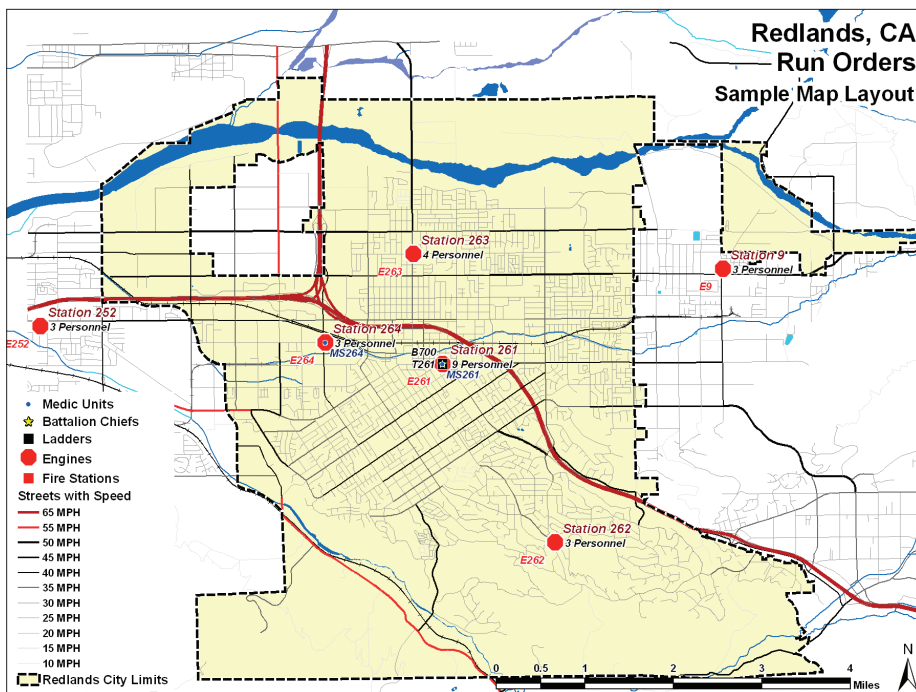 Redlands, CA
Run Orders
Sample Map Layout
Station 263
4 Personnel
E263
Station 9
3 Personnel
E9
Station 252
3 Personnel
E252
Station 264
3 Personnel
MS264
E264
B700
T261
Station 261
9 Personnel
MS261
E261
Station 262
3 Personnel
E262
Medic Units
Battalion Chiefs
Ladders
Engines
Fire Stations
Streets with Speed
65 MPH
55 MPH
50 MPH
45 MPH
40 MPH
35 MPH
30 MPH
25 MPH
20 MPH
15 MPH
10 MPH
Redlands City Limits
0 0.5 1 2 3 4
Miles
N